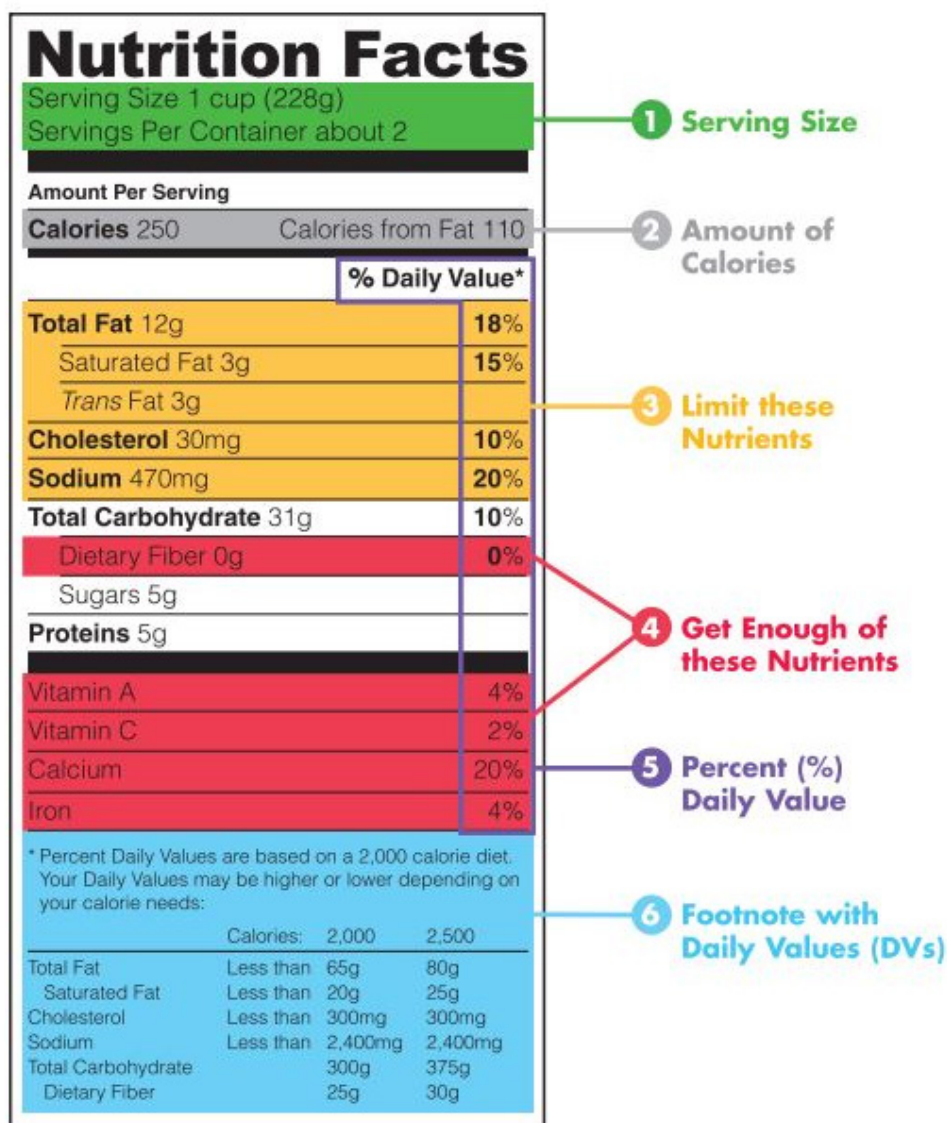 Nutrition Facts
Serving Size 1 cup (228g)
Servings Per Container about 2
Amount Per Serving
Calories 250 Calories from Fat 110
% Daily Value*
Total Fat 12g 18%
Saturated Fat 3g 15%
Trans Fat 3g
Cholesterol 30mg 10%
Sodium 470mg 20%
Total Carbohydrate 31g 10%
Dietary Fiber 0g 0%
Sugars 5g
Proteins 5g
Vitamin A 4%
Vitamin C 2%
Calcium 20%
Iron 4%
* Percent Daily Values are based on a 2,000 calorie diet.
Your Daily Values may be higher or lower depending on
your calorie needs:
Calories: 2,000 2,500
Total Fat Less than 65g 80g
Saturated Fat Less than 20g 25g
Cholesterol Less than 300mg 300mg
Sodium Less than 2,400mg 2,400mg
Total Carbohydrate 300g 375g
Dietary Fiber 25g 30g
1 Serving Size
2 Amount of
Calories
3 Limit these
Nutrients
4 Get Enough of
these Nutrients
5 Percent (%)
Daily Value
6 Footnote with
Daily Values (DVs)